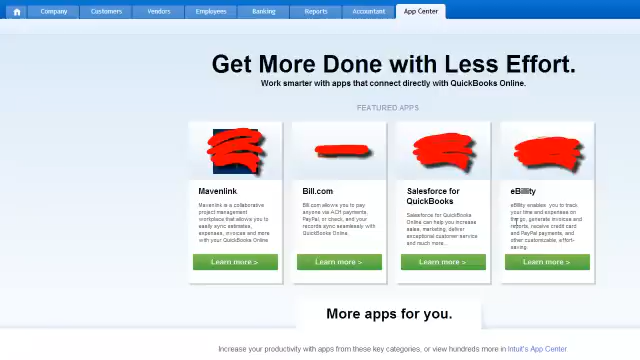 Company Customers Vendors Employees Banking Reports Accountant App Center
Get More Done with Less Effort.
Work smarter with apps that connect directly with QuickBooks Online.
FEATURED APPS
Mavenlink
Mavenlink is a collaborative
project management
workplace that allows you to
easily sync estimates,
expenses, invoices and more
with your QuickBooks Online
Learn more >
Bill.com
Bill.com allows you to pay
anyone via ACH payments,
PayPal, or check, and your
records sync seamlessly with
QuickBooks Online.
Learn more >
Salesforce for
QuickBooks
Salesforce for QuickBooks
Online can help you increase
sales, marketing, deliver
exceptional customer service
and much more.
Learn more >
eBillity
eBillity enables you to track
your time and expenses on
the go, generate invoices and
reports, receive credit card
and PayPal payments, and
other customizable, effort-
saving.
Learn more >
More apps for you.
Increase your productivity with apps from these key categories, or view hundreds more in Intuit's App Center